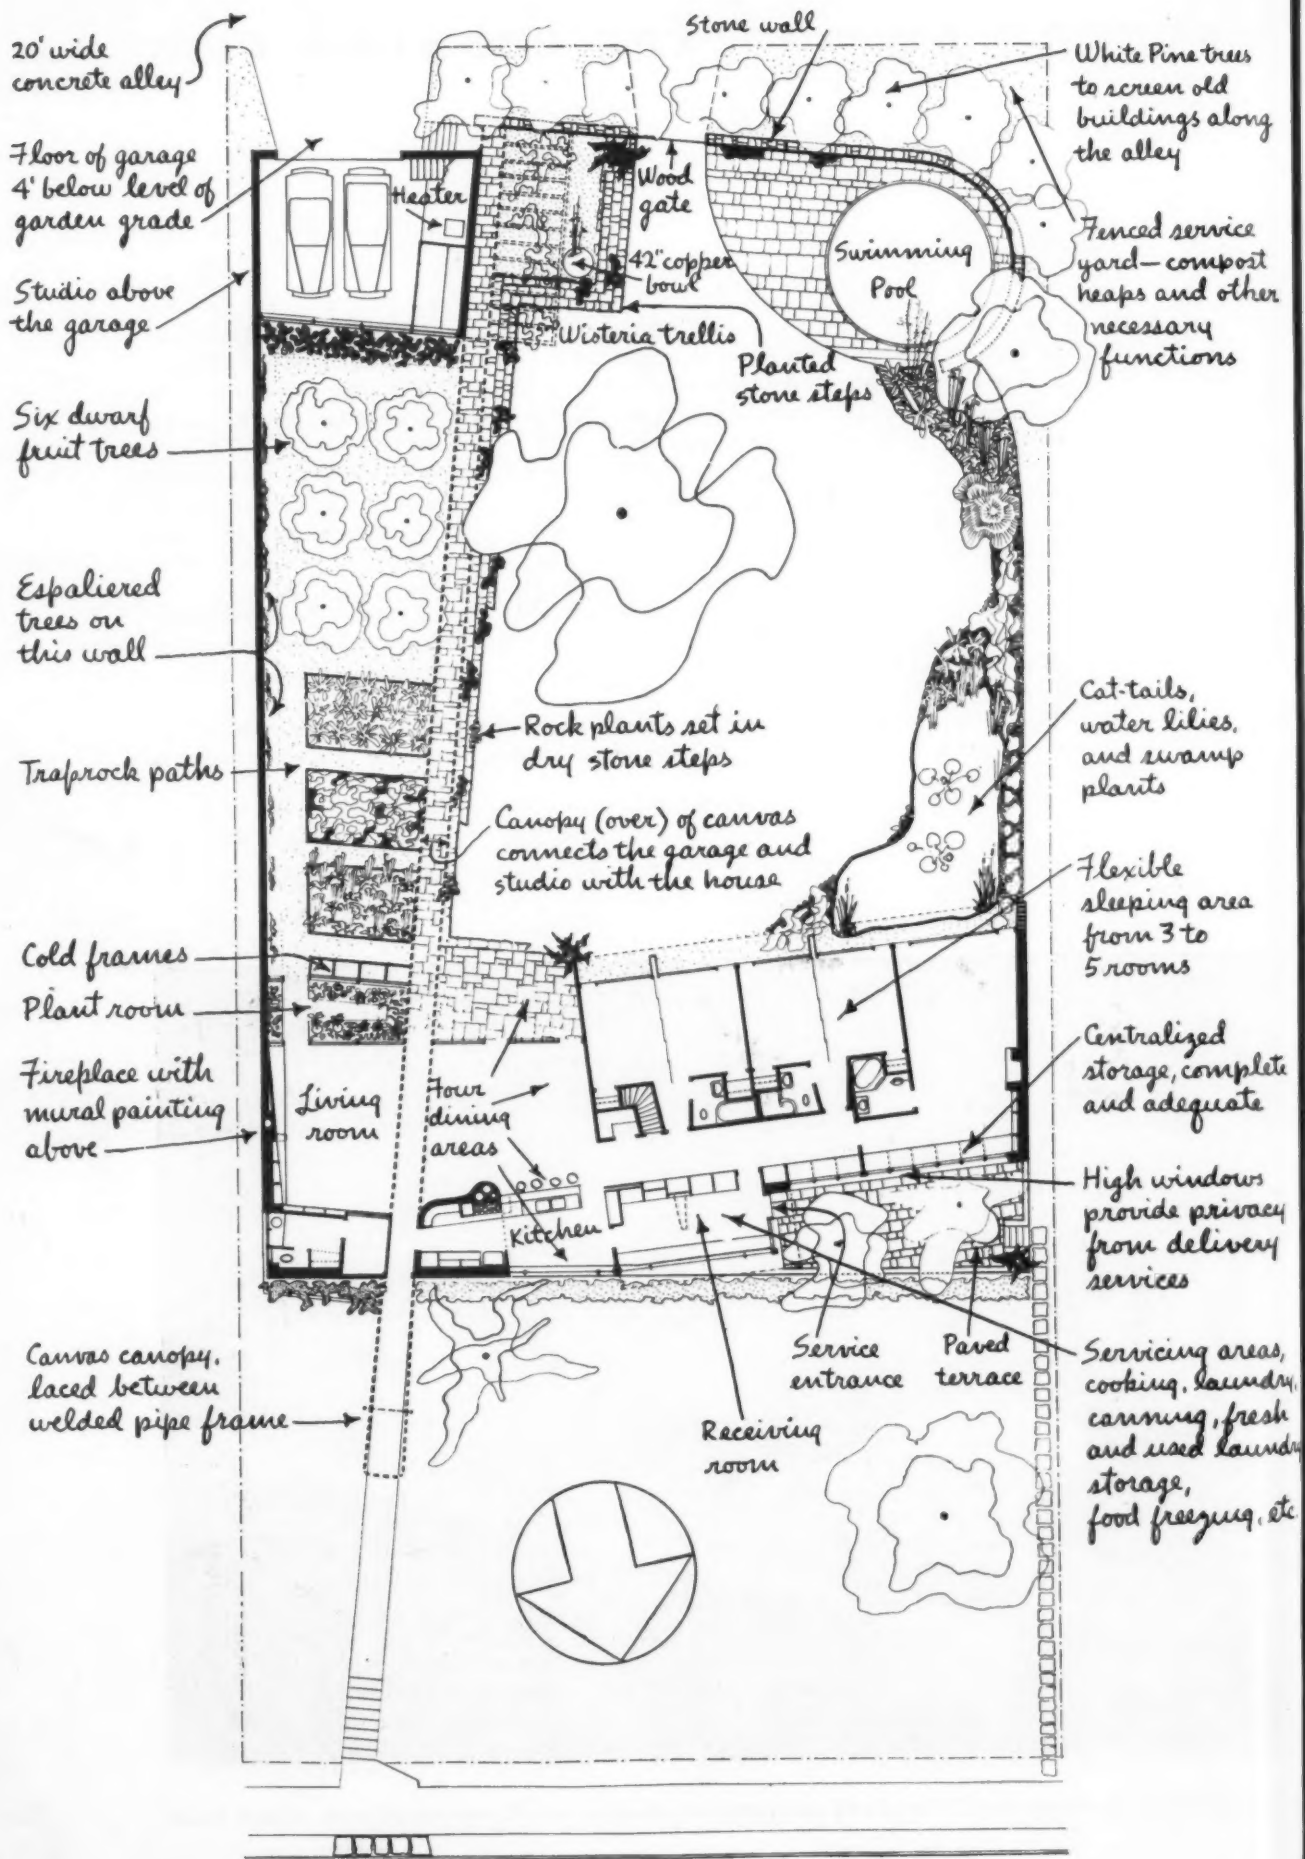 20' wide
concrete alley
Floor of garage
4' below level of
garden grade
Studio above
the garage
Six dwarf
fruit trees
Espaliered
trees on
this wall
Traprock paths
Cold frames
Plant room
Fireplace with
mural painting
above
Canvas canopy,
laced between
welded pipe frame
Stone wall
Heater
Wood
gate
42" copper
bowl
Wisteria trellis
Planted
stone steps
Swimming
Pool
Rock plants set in
dry stone steps
Canopy (over) of canvas
connects the garage and
studio with the house
Living
room
Four
dining
areas
Kitchen
Service
entrance
Paved
terrace
Receiving
room
White Pine trees
to screen old
buildings along
the alley
Fenced service
yard—compost
heaps and other
necessary
functions
Cat-tails,
water lilies,
and swamp
plants
Flexible
sleeping area
from 3 to
5 rooms
Centralized
storage, complete
and adequate
High windows
provide privacy
from delivery
services
Servicing areas,
cooking, laundry,
canning, fresh
and used laundry
storage,
food freezing, etc.